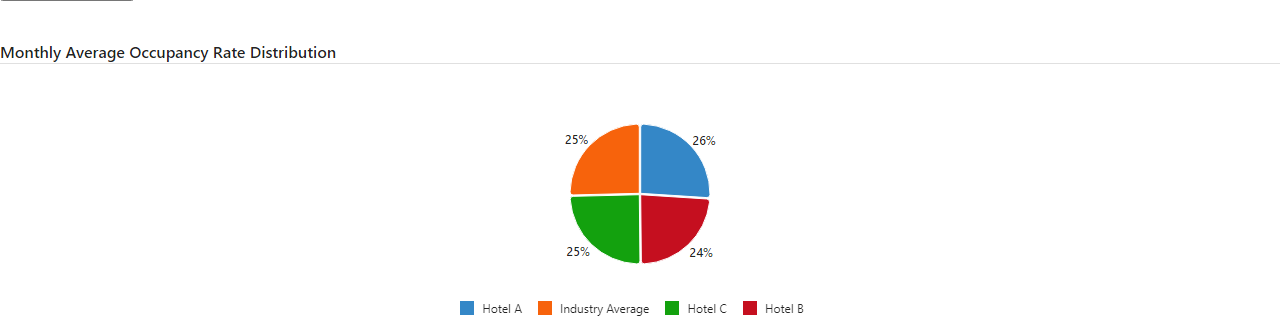 Monthly Average Occupancy Rate Distribution
25%
26%
25%
24%
Hotel A Industry Average Hotel C Hotel B